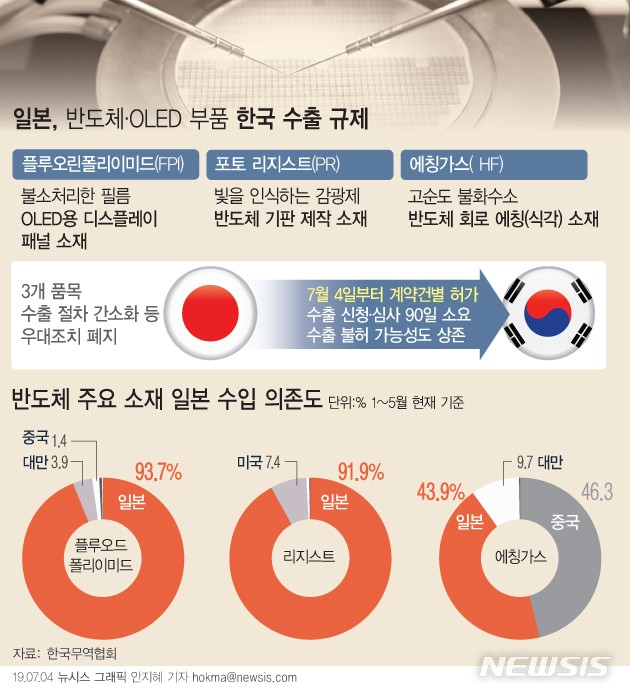 일본, 반도체·OLED 부품 한국 수출 규제
플루오린폴리이미드(FPI)
불소처리한 필름
OLED용 디스플레이
패널 소재
포토 리지스트(PR)
빛을 인식하는 감광제
반도체 기판 제작 소재
에칭가스( HF)
고순도 불화수소
반도체 회로 에칭(식각) 소재
3개 품목
수출 절차 간소화 등
우대조치 폐지
7월 4일부터 계약건별 허가
수출 신청·심사 90일 소요
수출 불허 가능성도 상존
반도체 주요 소재 일본 수입 의존도 단위:% 1~5월 현재 기준
중국 1.4
대만 3.9
93.7%
일본
플루오드
폴리이미드
미국 7.4
91.9%
일본
리지스트
9.7 대만
43.9%
일본
46.3
중국
에칭가스
자료: 한국무역협회
19.07.04 뉴시스 그래픽 안지혜 기자 hokma@newsis.com
NEWSIS